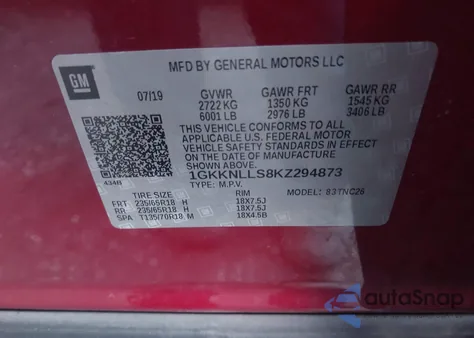 MFD BY GENERAL MOTORS LLC
GM
07/19 GVWR GAWR FRT GAWR RR
2722 KG 1350 KG 1545 KG
6001 LB 2976 LB 3406 LB
THIS VEHICLE CONFORMS TO ALL
APPLICABLE U.S. FEDERAL MOTOR
VEHICLE SAFETY STANDARDS IN EFFECT
ON THE DATE OF MANUFACTURE SHOWN ABOVE.
1GKKNLLS8KZ294873
434B TYPE: M.P.V. MODEL: 83TNC26
TIRE SIZE RIM
FRT 235/65R18 H 18X7.5J
RR 235/65R18 H 18X7.5J
SPA T135/70R18 M 18X4.5B
autoSnap